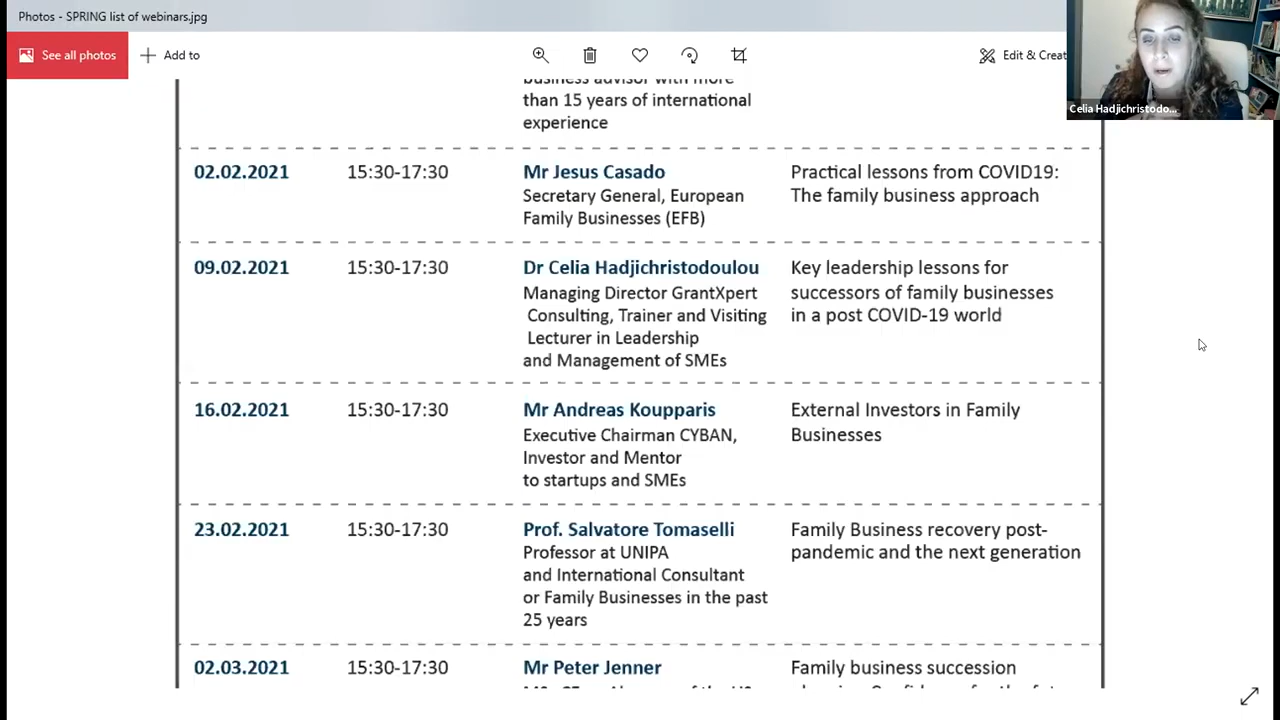 Photos - SPRING list of webinars.jpg
See all photos
Add to
Edit & Creat
Celia Hadjichristodo...
business advisor with more
than 15 years of international
experience
02.02.2021
15:30-17:30
Mr Jesus Casado
Secretary General, European
Family Businesses (EFB)
Practical lessons from COVID19:
The family business approach
09.02.2021
15:30-17:30
Dr Celia Hadjichristodoulou
Managing Director GrantXpert
Consulting, Trainer and Visiting
Lecturer in Leadership
and Management of SMEs
Key leadership lessons for
successors of family businesses
in a post COVID-19 world
16.02.2021
15:30-17:30
Mr Andreas Koupparis
Executive Chairman CYBAN,
Investor and Mentor
to startups and SMEs
External Investors in Family
Businesses
23.02.2021
15:30-17:30
Prof. Salvatore Tomaselli
Professor at UNIPA
and International Consultant
or Family Businesses in the past
25 years
Family Business recovery post-
pandemic and the next generation
02.03.2021
15:30-17:30
Mr Peter Jenner
Family business succession